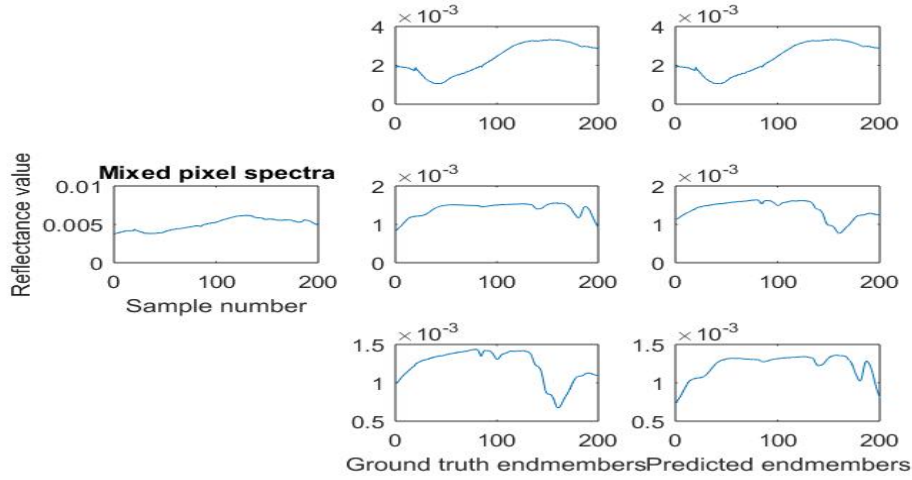 × 10⁻³
4
2
0
0 100 200
× 10⁻³
4
2
0
0 100 200
Reflectance value
Mixed pixel spectra
0.01
0.005
0
0 100 200
Sample number
× 10⁻³
2
1
0
0 100 200
× 10⁻³
2
1
0
0 100 200
× 10⁻³
1.5
1
0.5
0 100 200
Ground truth endmembers
× 10⁻³
1.5
1
0.5
0 100 200
Predicted endmembers